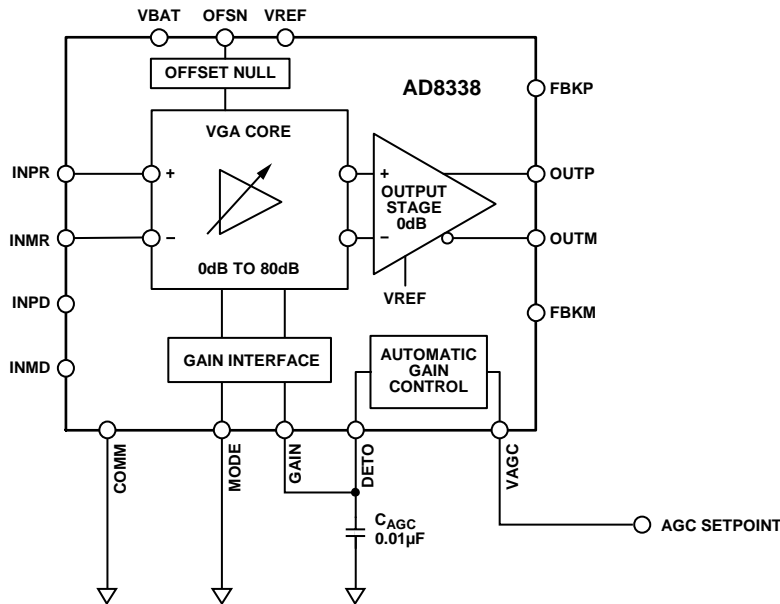 VBAT OFSN VREF
OFFSET NULL
AD8338
FBKP
VGA CORE
INPR
+
+
OUTP
OUTPUT
STAGE
0dB
INMR
−
−
OUTM
0dB TO 80dB
VREF
INPD
FBKM
INMD
GAIN INTERFACE
AUTOMATIC
GAIN
CONTROL
COMM
MODE
GAIN
DETO
VAGC
CAGC
0.01µF
AGC SETPOINT